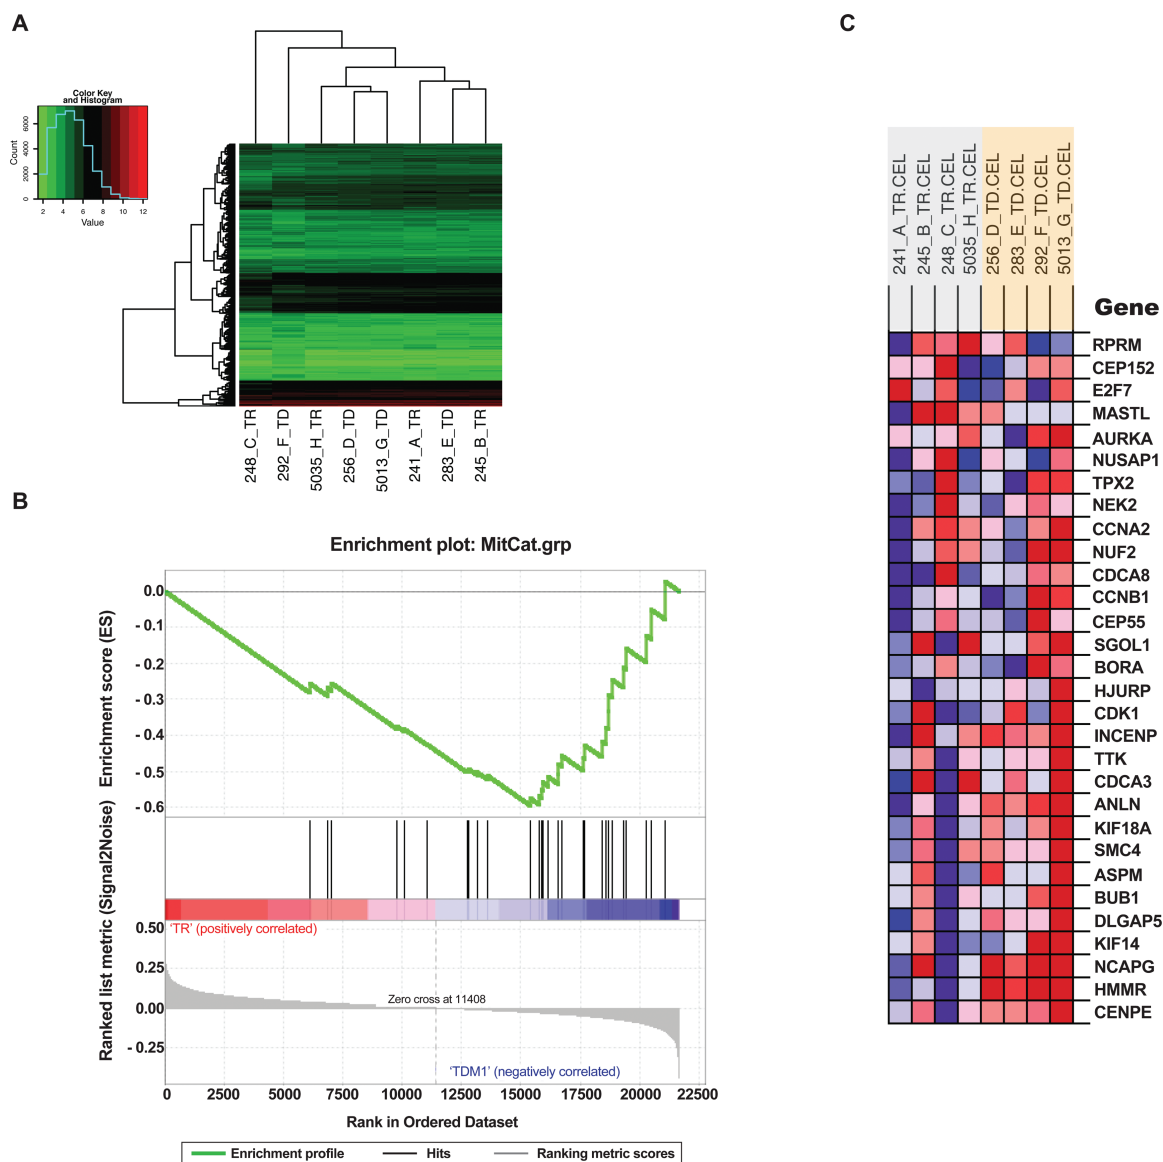 A
Color Key
and Histogram
Count
0
2000
4000
6000
2 4 6 8 10 12
Value
248_C_TR
292_F_TD
5035_H_TR
256_D_TD
5013_G_TD
241_A_TR
283_E_TD
245_B_TR
B
Enrichment plot: MitCat.grp
Enrichment score (ES)
0.0
- 0.1
- 0.2
- 0.3
- 0.4
- 0.5
- 0.6
Ranked list metric (Signal2Noise)
'TR' (positively correlated)
0.50
0.25
0.00
- 0.25
Zero cross at 11408
'TDM1' (negatively correlated)
0 2500 5000 7500 10000 12500 15000 17500 20000 22500
Rank in Ordered Dataset
Enrichment profile Hits Ranking metric scores
C
241_A_TR.CEL
245_B_TR.CEL
248_C_TR.CEL
5035_H_TR.CEL
256_D_TD.CEL
283_E_TD.CEL
292_F_TD.CEL
5013_G_TD.CEL
Gene
RPRM
CEP152
E2F7
MASTL
AURKA
NUSAP1
TPX2
NEK2
CCNA2
NUF2
CDCA8
CCNB1
CEP55
SGOL1
BORA
HJURP
CDK1
INCENP
TTK
CDCA3
ANLN
KIF18A
SMC4
ASPM
BUB1
DLGAP5
KIF14
NCAPG
HMMR
CENPE